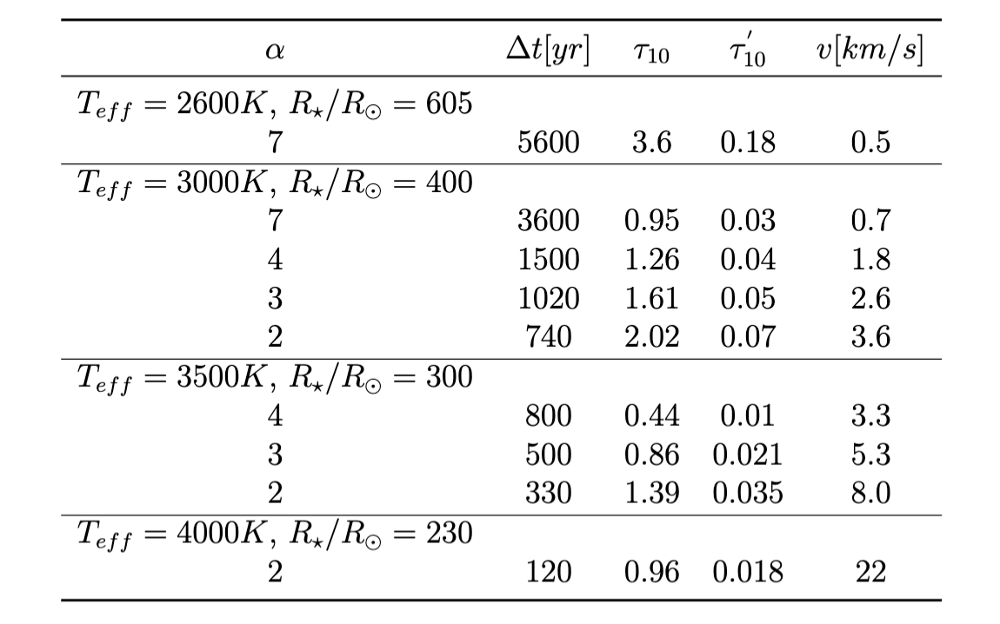 α Δt[yr] τ₁₀ τ′₁₀ v[km/s]
T_eff = 2600K, R⋆/R⊙ = 605
7 5600 3.6 0.18 0.5
T_eff = 3000K, R⋆/R⊙ = 400
7 3600 0.95 0.03 0.7
4 1500 1.26 0.04 1.8
3 1020 1.61 0.05 2.6
2 740 2.02 0.07 3.6
T_eff = 3500K, R⋆/R⊙ = 300
4 800 0.44 0.01 3.3
3 500 0.86 0.021 5.3
2 330 1.39 0.035 8.0
T_eff = 4000K, R⋆/R⊙ = 230
2 120 0.96 0.018 22